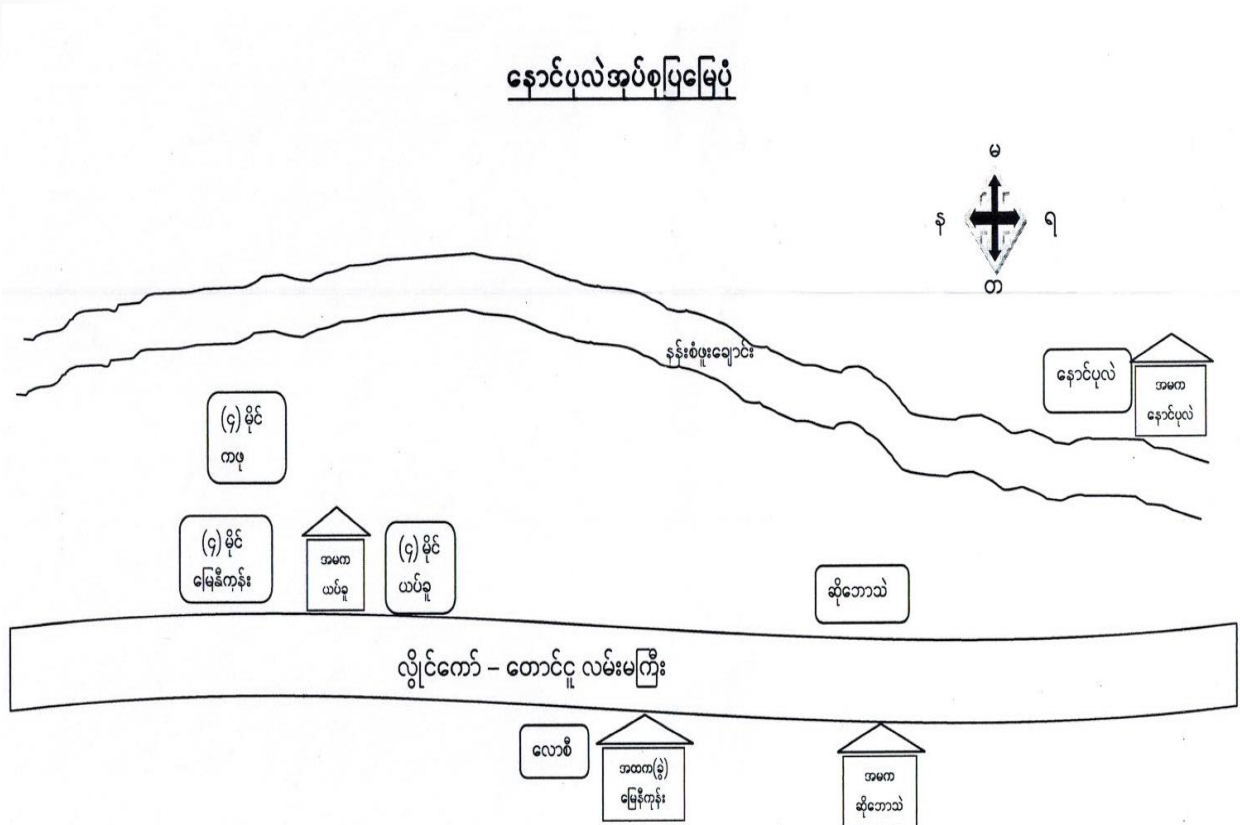 နောင်ပုလဲအုပ်စုပြမြေပုံ
မ
န
ရ
တ
နန်းစံဖူးချောင်း
နောင်ပုလဲ
အမက
နောင်ပုလဲ
(၄) မိုင်
ကဖု
(၄) မိုင်
မြေနီကုန်း
အမက
ယပ်ခူ
(၄) မိုင်
ယပ်ခူ
ဆိုဘောသဲ
လွိုင်ကော် – တောင်ငူ လမ်းမကြီး
လောစီ
အထက(ခွဲ)
မြေနီကုန်း
အမက
ဆိုဘောသဲ